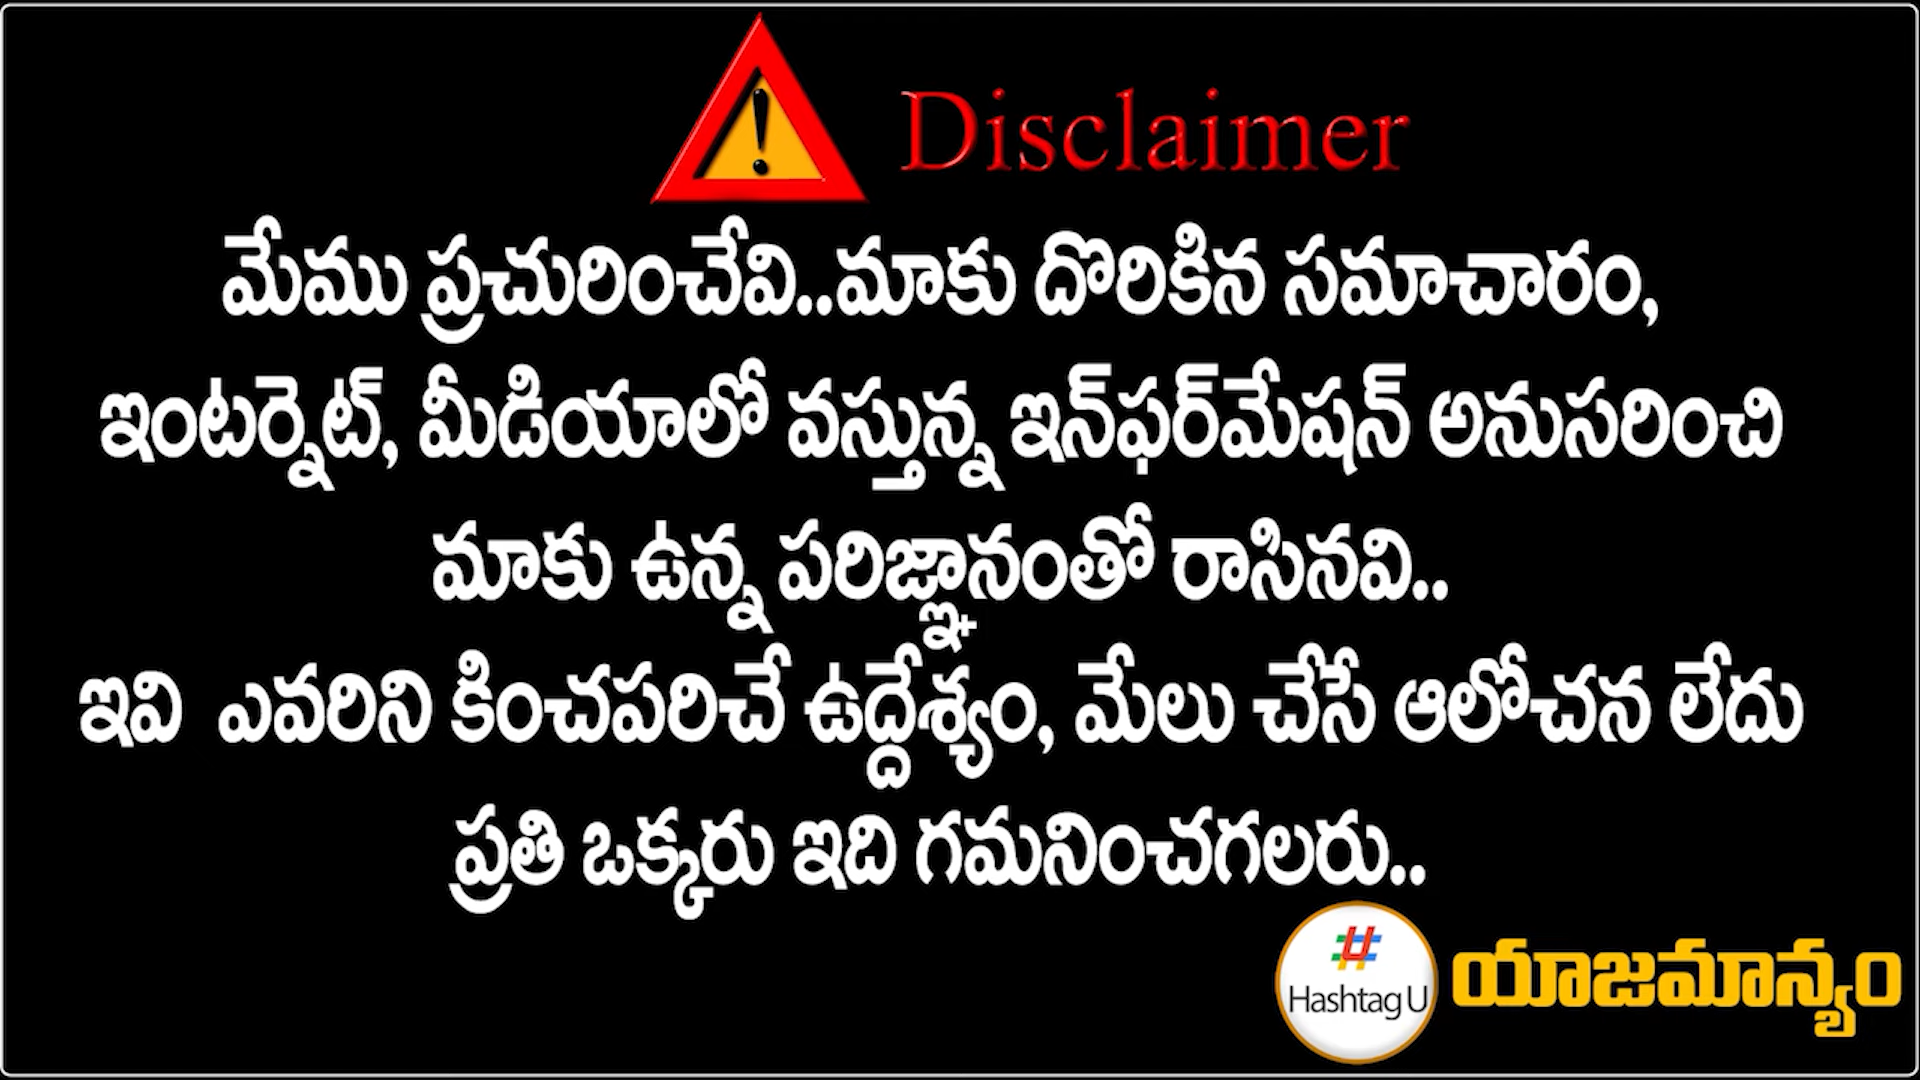 Disclaimer
మేము ప్రచురించేవి..మాకు దొరికిన సమాచారం,
ఇంటర్నెట్, మీడియాలో వస్తున్న ఇన్‌ఫర్‌మేషన్ అనుసరించి
మాకు ఉన్న పరిజ్ఞానంతో రాసినవి..
ఇవి ఎవరిని కించపరిచే ఉద్దేశ్యం, మేలు చేసే ఆలోచన లేదు
ప్రతి ఒక్కరు ఇది గమనించగలరు..
# Hashtag U యాజమాన్యం